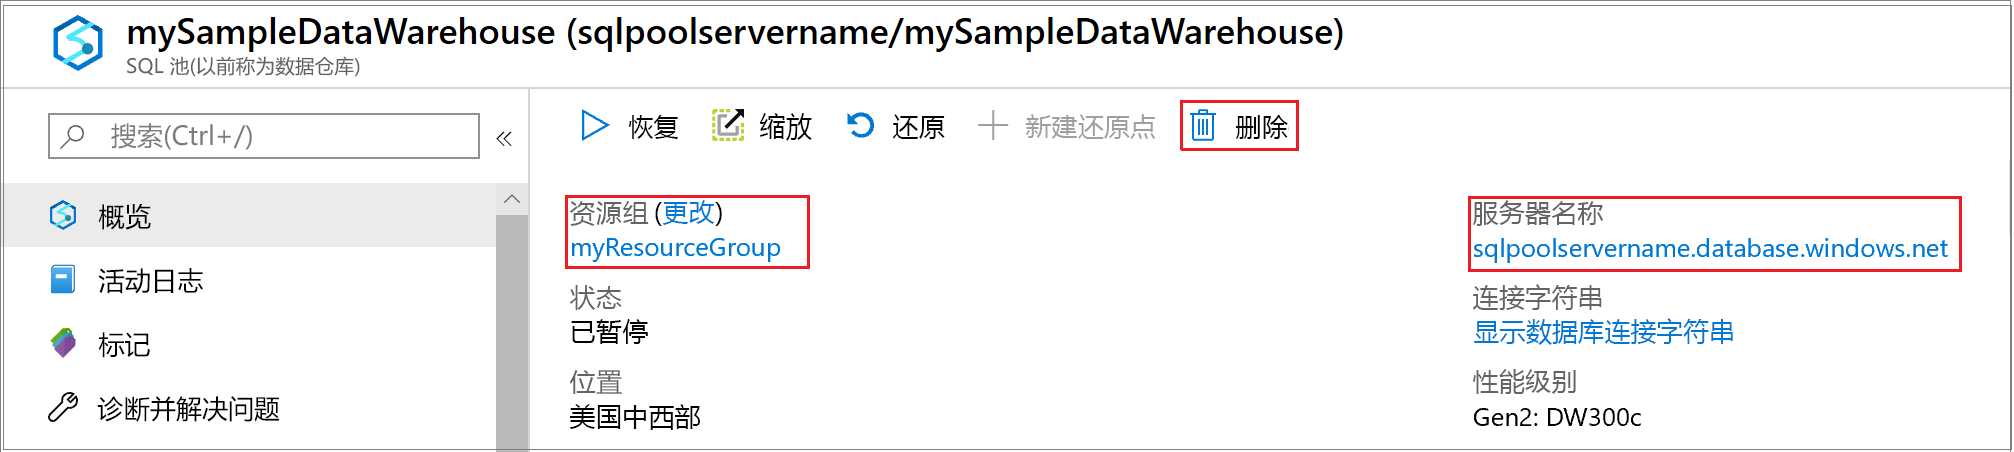 mySampleDataWarehouse (sqlpoolservername/mySampleDataWarehouse)
SQL 池(以前称为数据仓库)
搜索(Ctrl+/)
«
概览
活动日志
标记
诊断并解决问题
恢复 缩放 还原 新建还原点 删除
资源组 (更改)
myResourceGroup
状态
已暂停
位置
美国中西部
服务器名称
sqlpoolservername.database.windows.net
连接字符串
显示数据库连接字符串
性能级别
Gen2: DW300c